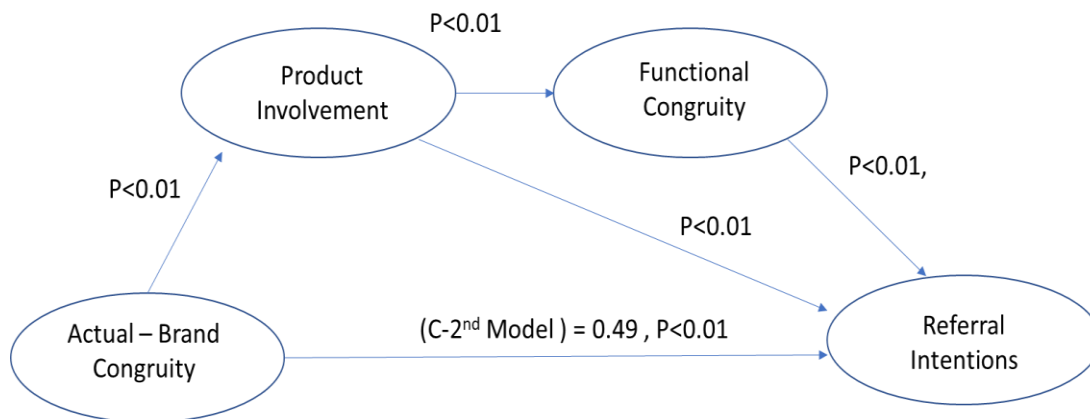 P<0.01
Product
Involvement
Functional
Congruity
P<0.01
P<0.01,
P<0.01
Actual – Brand
Congruity
(C-2nd Model ) = 0.49 , P<0.01
Referral
Intentions